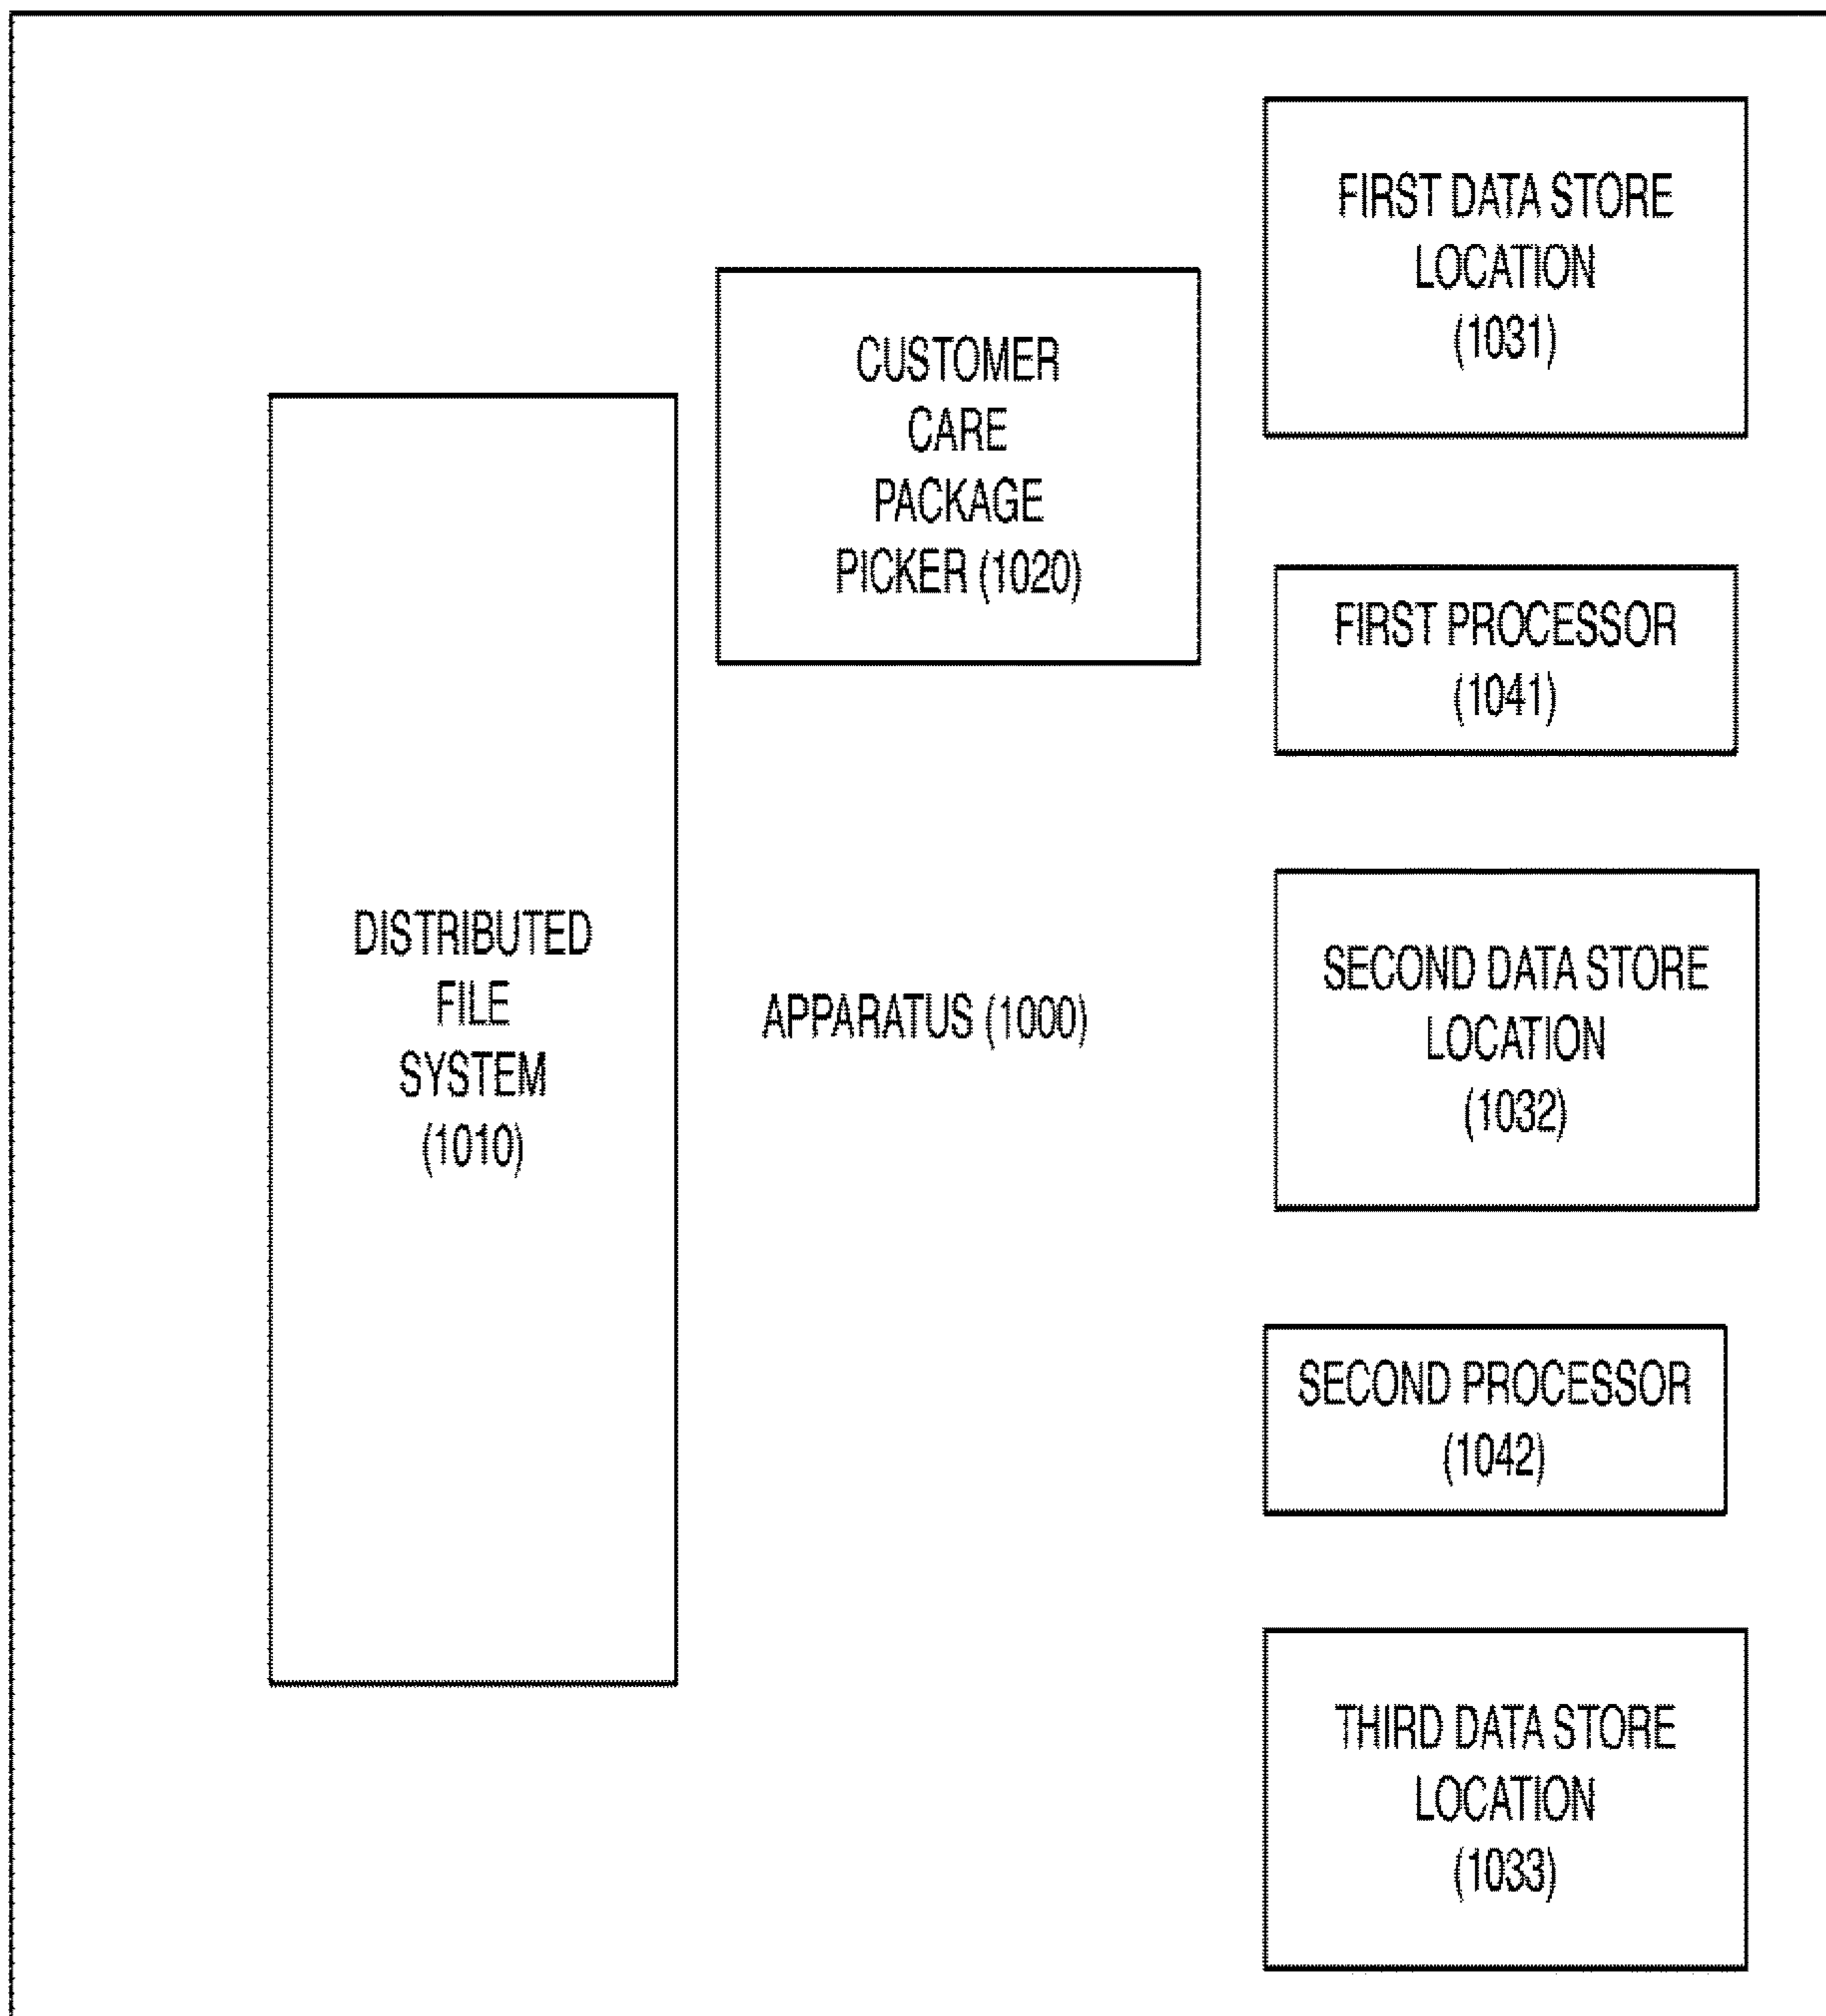 DISTRIBUTED
FILE
SYSTEM
(1010)
CUSTOMER
CARE
PACKAGE
PICKER (1020)
APPARATUS (1000)
FIRST DATA STORE
LOCATION
(1031)
FIRST PROCESSOR
(1041)
SECOND DATA STORE
LOCATION
(1032)
SECOND PROCESSOR
(1042)
THIRD DATA STORE
LOCATION
(1033)